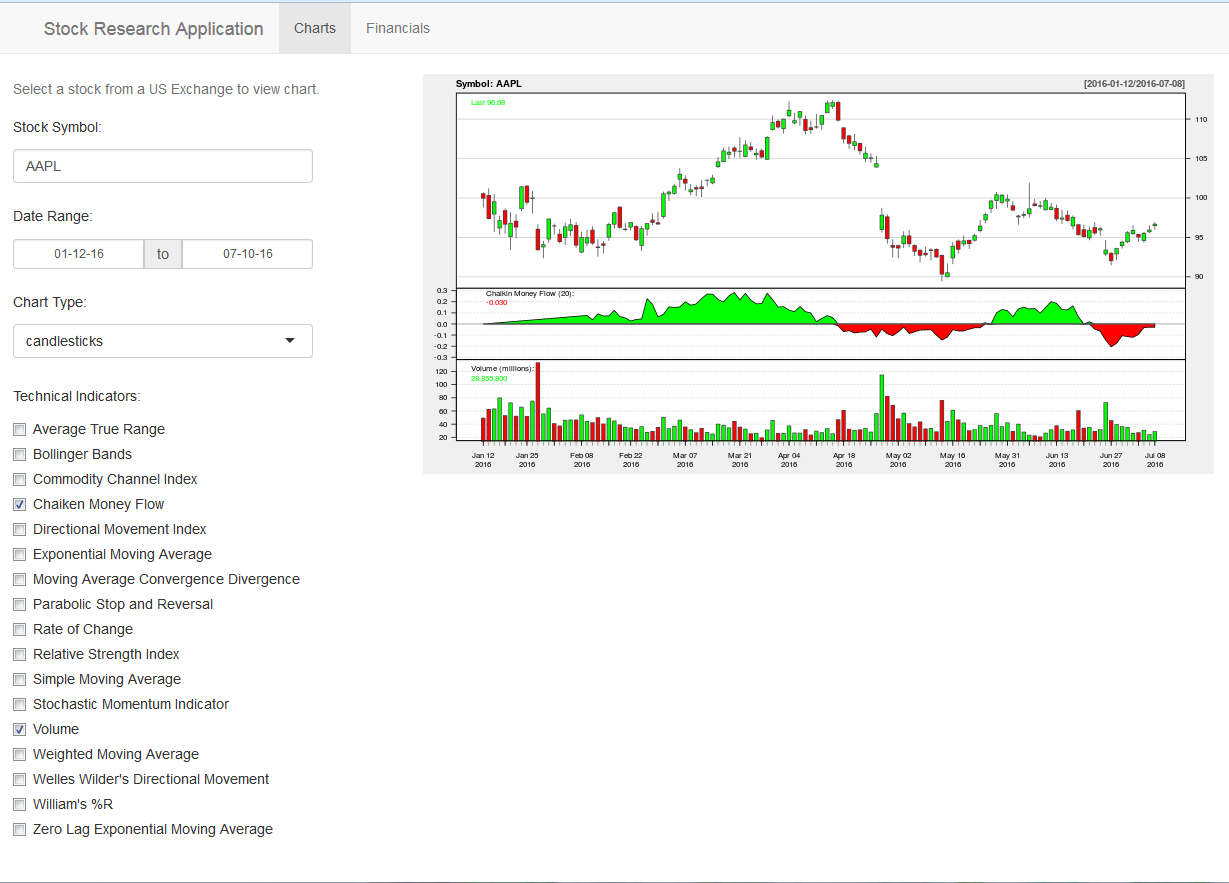 Stock Research Application Charts Financials
Select a stock from a US Exchange to view chart.
Stock Symbol:
AAPL
Date Range:
01-12-16 to 07-10-16
Chart Type:
candlesticks
Technical Indicators:
Average True Range
Bollinger Bands
Commodity Channel Index
Chaiken Money Flow
Directional Movement Index
Exponential Moving Average
Moving Average Convergence Divergence
Parabolic Stop and Reversal
Rate of Change
Relative Strength Index
Simple Moving Average
Stochastic Momentum Indicator
Volume
Weighted Moving Average
Welles Wilder's Directional Movement
William's %R
Zero Lag Exponential Moving Average
Symbol: AAPL [2016-01-12/2016-07-08]
Last 96.68
110
105
100
95
90
Chaikin Money Flow (20):
-0.030
0.3
0.2
0.1
0.0
-0.1
-0.2
-0.3
Volume (millions):
28,855,800
120
100
80
60
40
20
Jan 12 Jan 25 Feb 08 Feb 22 Mar 07 Mar 21 Apr 04 Apr 18 May 02 May 16 May 31 Jun 13 Jun 27 Jul 08
2016 2016 2016 2016 2016 2016 2016 2016 2016 2016 2016 2016 2016 2016